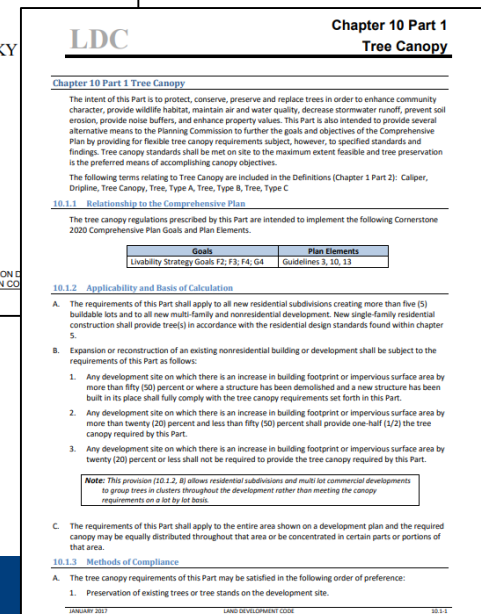 KY
ON D
N CO
LDC
Chapter 10 Part 1
Tree Canopy
Chapter 10 Part 1 Tree Canopy
The intent of this Part is to protect, conserve, preserve and replace trees in order to enhance community
character, provide wildlife habitat, maintain air and water quality, decrease stormwater runoff, prevent soil
erosion, provide noise buffers, and enhance property values. This Part is also intended to provide several
alternative means to the Planning Commission to further the goals and objectives of the Comprehensive
Plan by providing for flexible tree canopy requirements subject, however, to specified standards and
findings. Tree canopy standards shall be met on site to the maximum extent feasible and tree preservation
is the preferred means of accomplishing canopy objectives.
The following terms relating to Tree Canopy are included in the Definitions (Chapter 1 Part 2): Caliper,
Dripline, Tree Canopy, Tree, Type A, Tree, Type B, Tree, Type C
10.1.1 Relationship to the Comprehensive Plan
The tree canopy regulations prescribed by this Part are intended to implement the following Cornerstone
2020 Comprehensive Plan Goals and Plan Elements.
Goals Plan Elements
Livability Strategy Goals F2; F3; F4; G4 Guidelines 3, 10, 13
10.1.2 Applicability and Basis of Calculation
A. The requirements of this Part shall apply to all new residential subdivisions creating more than five (5)
buildable lots and to all new multi-family and nonresidential development. New single-family residential
construction shall provide tree(s) in accordance with the residential design standards found within chapter
5.
B. Expansion or reconstruction of an existing nonresidential building or development shall be subject to the
requirements of this Part as follows:
1. Any development site on which there is an increase in building footprint or impervious surface area by
more than fifty (50) percent or where a structure has been demolished and a new structure has been
built in its place shall fully comply with the tree canopy requirements set forth in this Part.
2. Any development site on which there is an increase in building footprint or impervious surface area by
more than twenty (20) percent and less than fifty (50) percent shall provide one-half (1/2) the tree
canopy required by this Part.
3. Any development site on which there is an increase in building footprint or impervious surface area by
twenty (20) percent or less shall not be required to provide the tree canopy required by this Part.
Note: This provision (10.1.2, B) allows residential subdivisions and multi lot commercial developments
to group trees in clusters throughout the development rather than meeting the canopy
requirements on a lot by lot basis.
C. The requirements of this Part shall apply to the entire area shown on a development plan and the required
canopy may be equally distributed throughout that area or be concentrated in certain parts or portions of
that area.
10.1.3 Methods of Compliance
A. The tree canopy requirements of this Part may be satisfied in the following order of preference:
1. Preservation of existing trees or tree stands on the development site.
JANUARY 2017 LAND DEVELOPMENT CODE 10.1-1